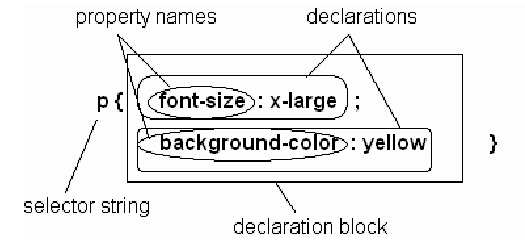 property names declarations
p { font-size : x-large ;
background-color : yellow }
selector string
declaration block